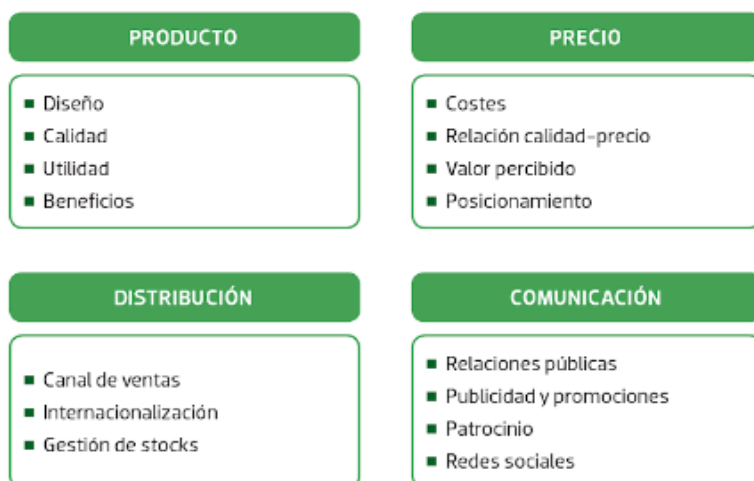 PRODUCTO
Diseño
Calidad
Utilidad
Beneficios
PRECIO
Costes
Relación calidad-precio
Valor percibido
Posicionamiento
DISTRIBUCIÓN
Canal de ventas
Internacionalización
Gestión de stocks
COMUNICACIÓN
Relaciones públicas
Publicidad y promociones
Patrocinio
Redes sociales